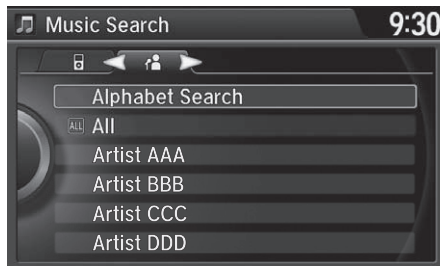 Music Search
9:30
Alphabet Search
ALL All
Artist AAA
Artist BBB
Artist CCC
Artist DDD